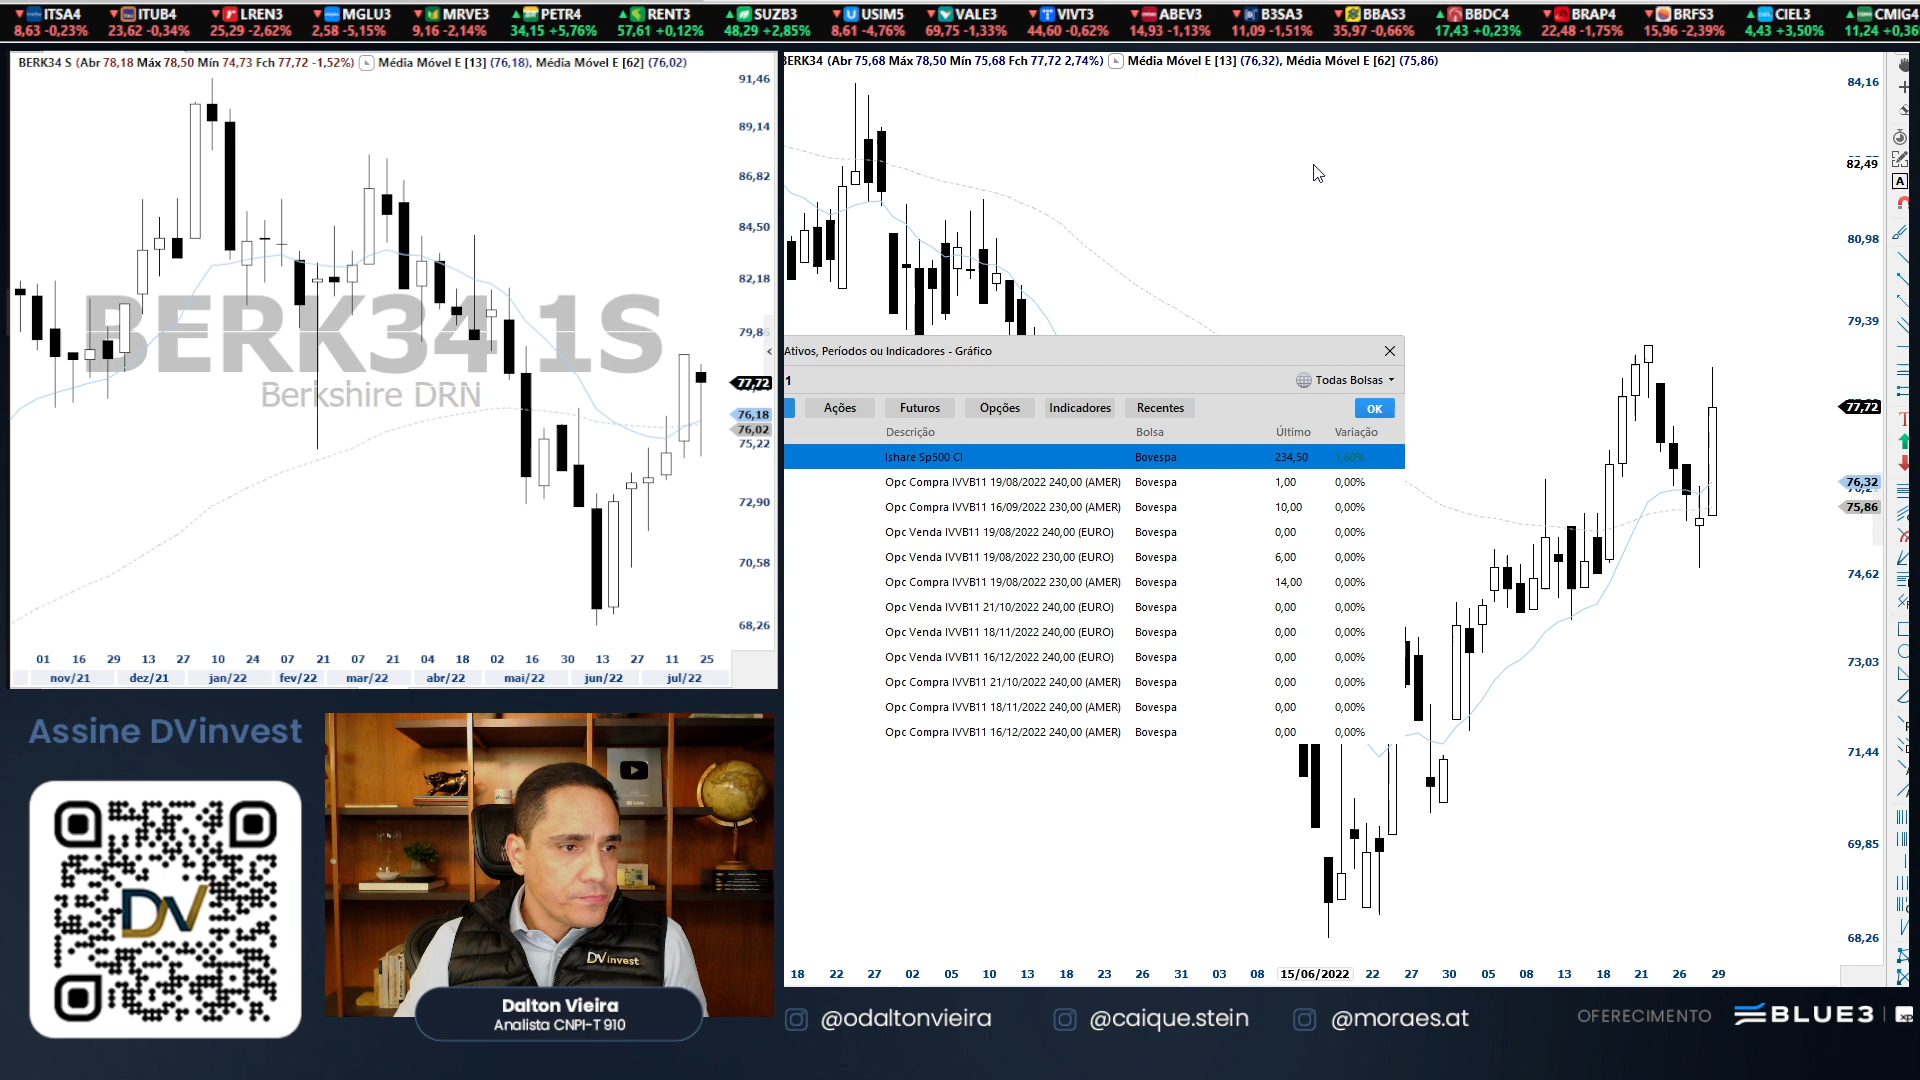 ITSA4 ITUB4 LREN3 MGLU3 MRVE3 PETR4 RENT3 SUZB3 USIM5 VALE3 VIVT3 ABEV3 B3SA3 BBAS3 BBDC4 BRAP4 BRFS3 CIEL3 CMIG4
8,63 -0,23% 23,62 -0,34% 25,29 -2,62% 2,58 -5,15% 9,16 -2,14% 34,15 +5,76% 57,61 +0,12% 48,29 +2,85% 8,61 -4,76% 69,75 -1,33% 44,60 -0,62% 14,93 -1,13% 11,09 -1,51% 35,97 -0,66% 17,43 +0,23% 22,48 -1,75% 15,96 -2,39% 4,43 +3,50% 11,24 +0,36
BERK34 S (Abr 78,18 Máx 78,50 Mín 74,73 Fch 77,72 -1,52%) Média Móvel E [13] (76,18), Média Móvel E [62] (76,02)
91,46
89,14
86,82
84,50
82,18
79,86
77,72
76,18
76,02
75,22
72,90
70,58
68,26
BERK34 1S
Berkshire DRN
01 16 29 13 27 10 24 07 21 07 21 04 18 02 16 30 13 27 11 25
nov/21 dez/21 jan/22 fev/22 mar/22 abr/22 mai/22 jun/22 jul/22
BERK34 (Abr 75,68 Máx 78,50 Mín 75,68 Fch 77,72 2,74%) Média Móvel E [13] (76,32), Média Móvel E [62] (75,86)
84,16
82,49
80,98
79,39
77,72
76,32
75,86
74,62
73,03
71,44
69,85
68,26
A
T
Ativos, Períodos ou Indicadores - Gráfico
1 Todas Bolsas
Ações Futuros Opções Indicadores Recentes OK
Descrição Bolsa Último Variação
Ishare Sp500 CI Bovespa 234,50 1,60%
Opc Compra IVVB11 19/08/2022 240,00 (AMER) Bovespa 1,00 0,00%
Opc Compra IVVB11 16/09/2022 230,00 (AMER) Bovespa 10,00 0,00%
Opc Venda IVVB11 19/08/2022 240,00 (EURO) Bovespa 0,00 0,00%
Opc Venda IVVB11 19/08/2022 230,00 (EURO) Bovespa 6,00 0,00%
Opc Compra IVVB11 19/08/2022 230,00 (AMER) Bovespa 14,00 0,00%
Opc Venda IVVB11 21/10/2022 240,00 (EURO) Bovespa 0,00 0,00%
Opc Venda IVVB11 18/11/2022 240,00 (EURO) Bovespa 0,00 0,00%
Opc Venda IVVB11 16/12/2022 240,00 (EURO) Bovespa 0,00 0,00%
Opc Compra IVVB11 21/10/2022 240,00 (AMER) Bovespa 0,00 0,00%
Opc Compra IVVB11 18/11/2022 240,00 (AMER) Bovespa 0,00 0,00%
Opc Compra IVVB11 16/12/2022 240,00 (AMER) Bovespa 0,00 0,00%
18 22 27 02 05 10 13 18 23 26 31 03 08 15/06/2022 22 27 30 05 08 13 18 21 26 29
Assine DVinvest
DV
DVinvest
Dalton Vieira
Analista CNPI-T 910
@odaltonvieira @caique.stein @moraes.at
OFERECIMENTO BLUE3 xp